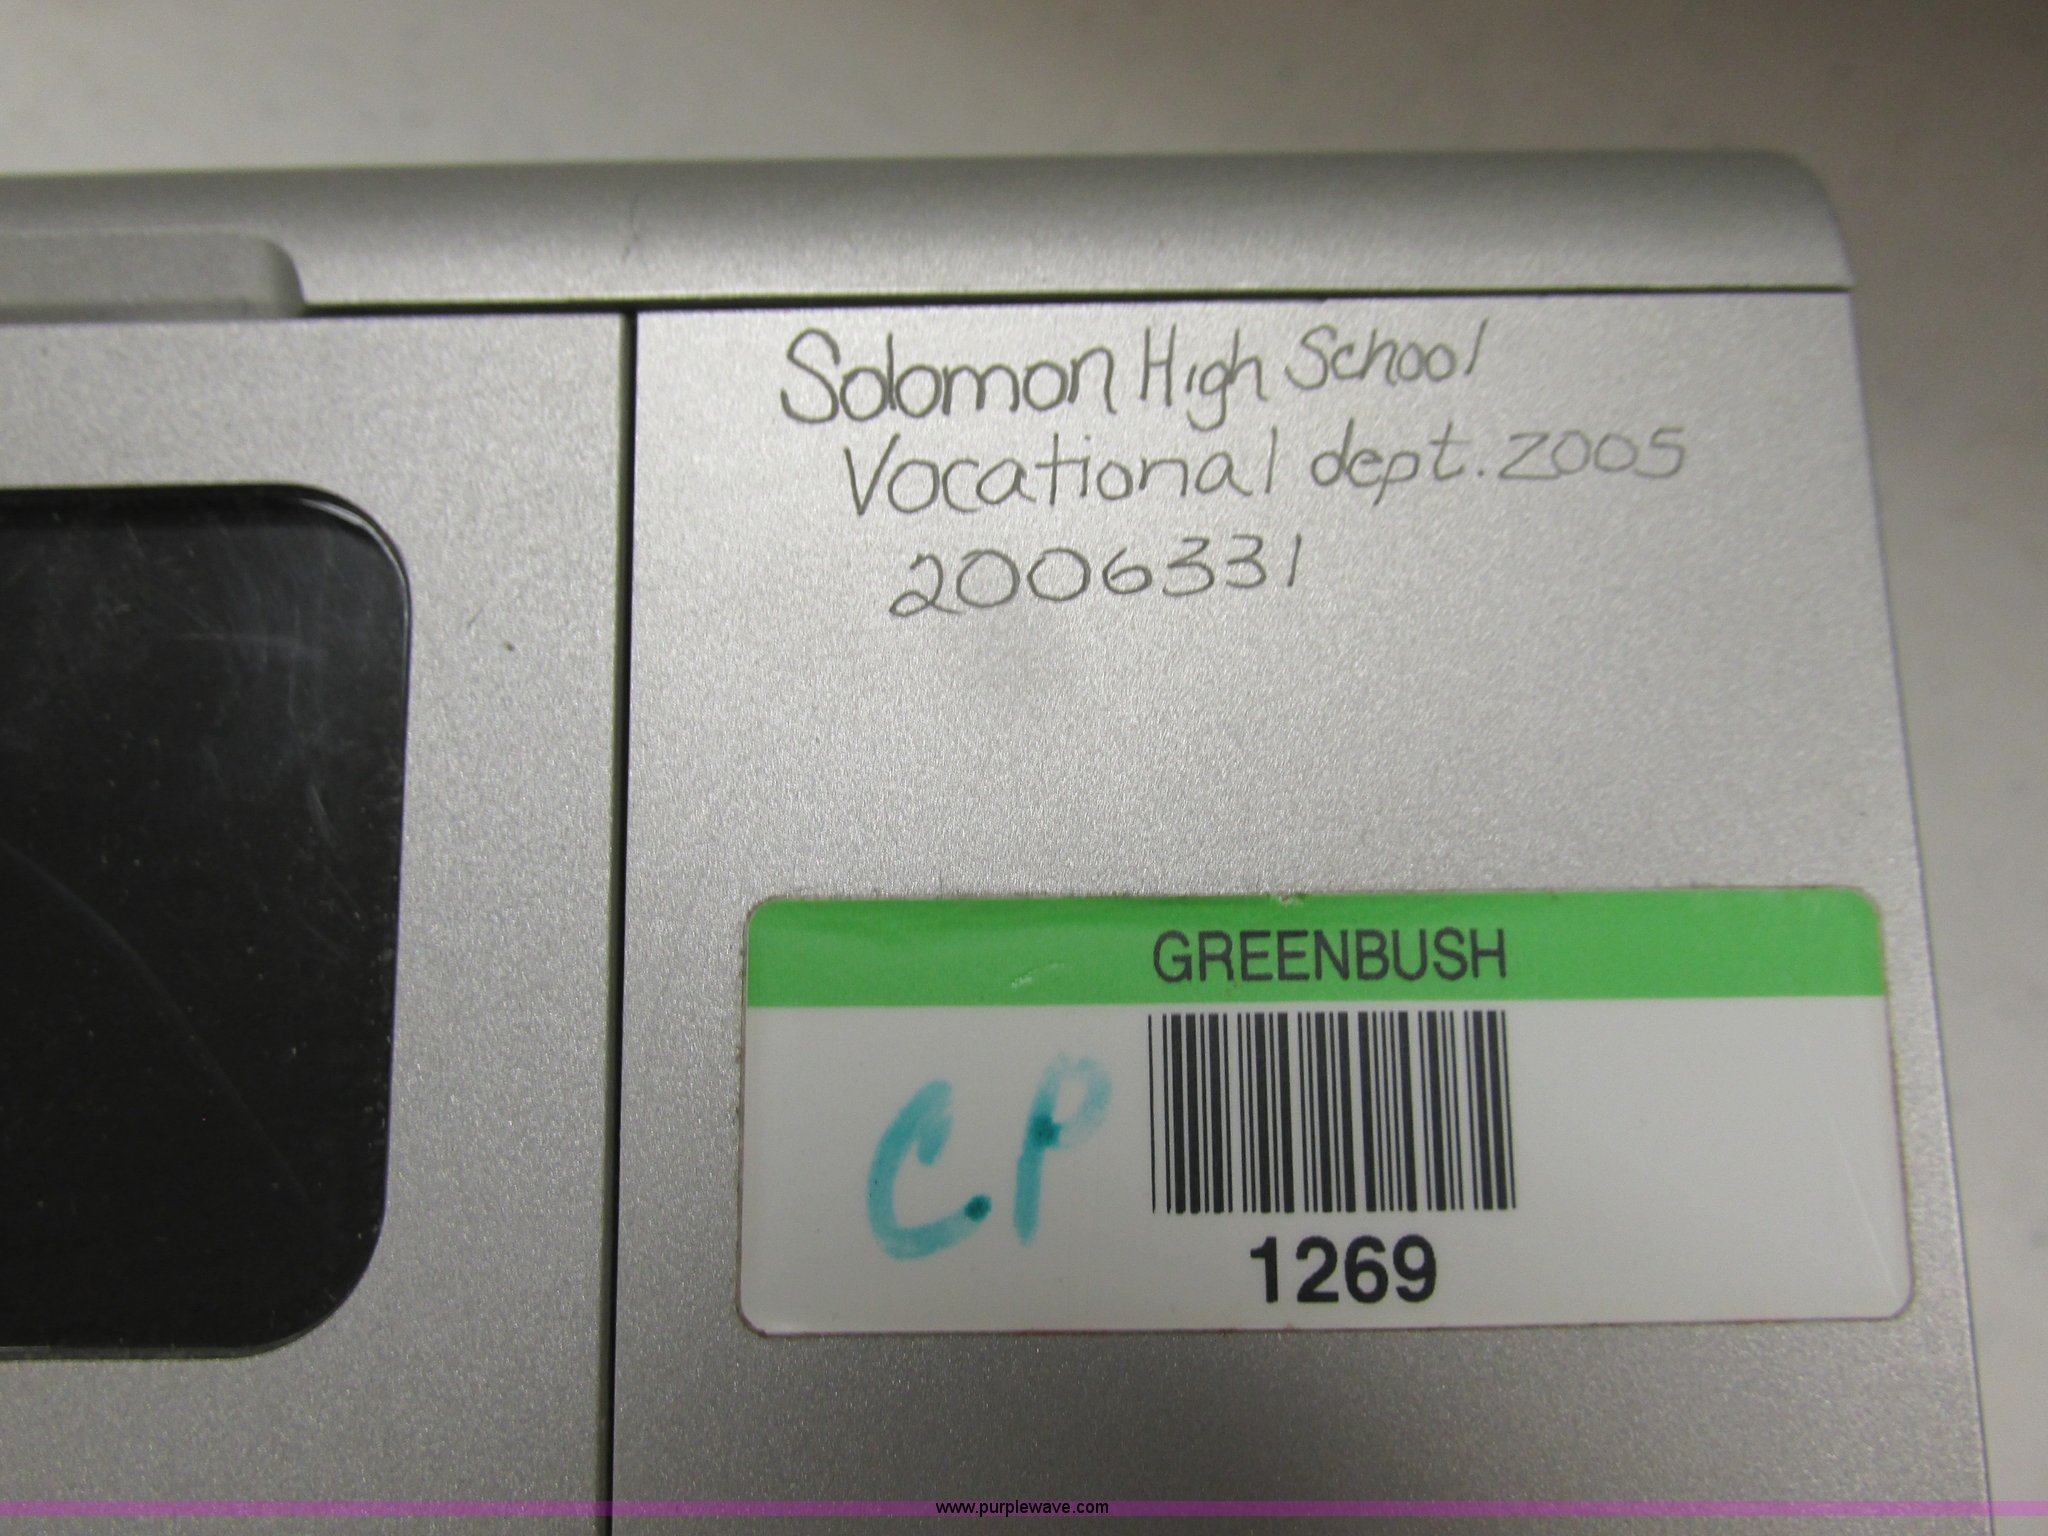 Solomon High School
Vocational dept. 2005
2006331
GREENBUSH
C.P
1269
www.purplewave.com